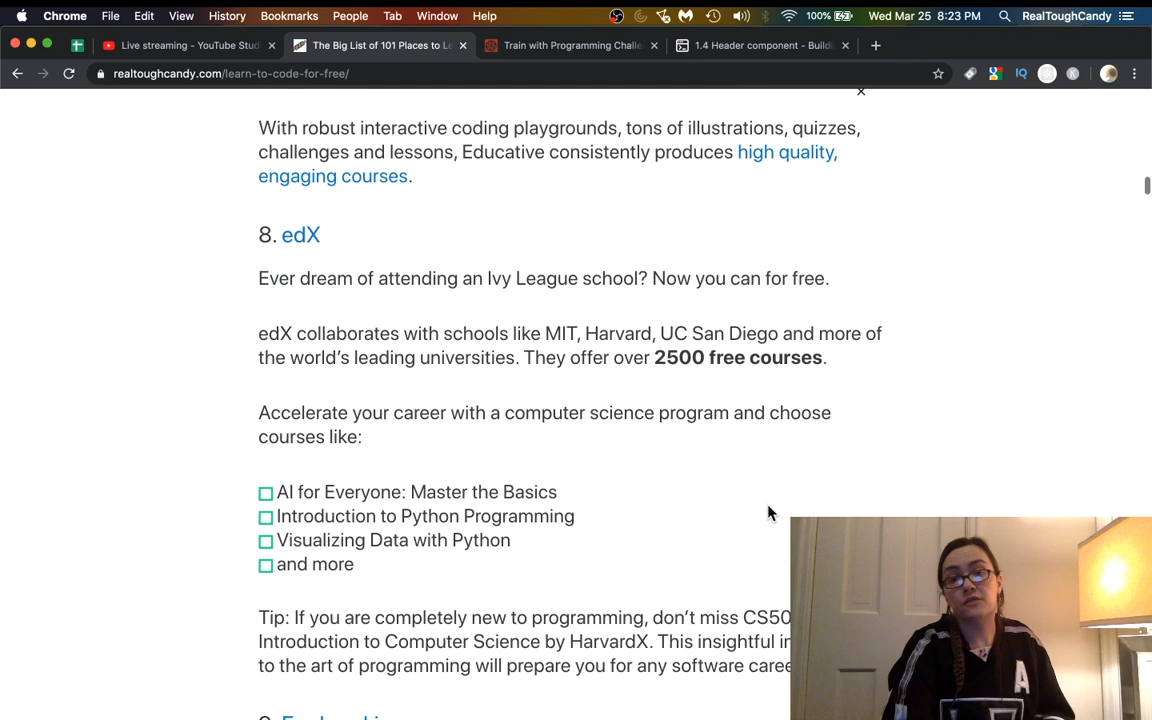 Chrome File Edit View History Bookmarks People Tab Window Help 100% Wed Mar 25 8:23 PM RealToughCandy
Live streaming - YouTube Stud × The Big List of 101 Places to Le × Train with Programming Challe × 1.4 Header component - Buildi × +
realtoughcandy.com/learn-to-code-for-free/ IQ K
×
With robust interactive coding playgrounds, tons of illustrations, quizzes,
challenges and lessons, Educative consistently produces high quality,
engaging courses.
8. edX
Ever dream of attending an Ivy League school? Now you can for free.
edX collaborates with schools like MIT, Harvard, UC San Diego and more of
the world's leading universities. They offer over 2500 free courses.
Accelerate your career with a computer science program and choose
courses like:
AI for Everyone: Master the Basics
Introduction to Python Programming
Visualizing Data with Python
and more
Tip: If you are completely new to programming, don't miss CS50
Introduction to Computer Science by HarvardX. This insightful
to the art of programming will prepare you for any software
A